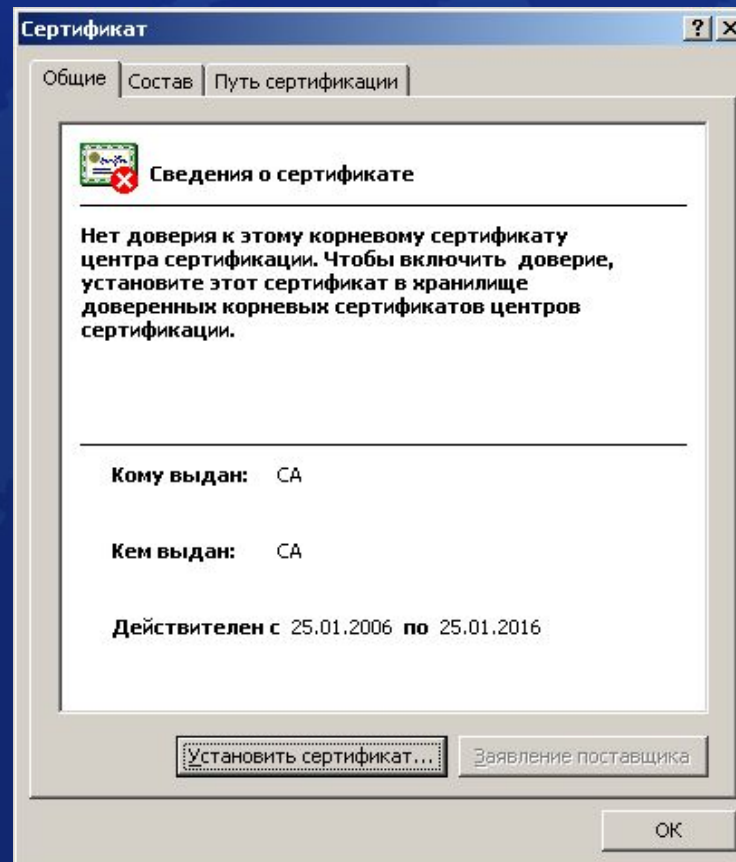 Сертификат
Общие Состав Путь сертификации
Сведения о сертификате
Нет доверия к этому корневому сертификату
центра сертификации. Чтобы включить доверие,
установите этот сертификат в хранилище
доверенных корневых сертификатов центров
сертификации.
Кому выдан: CA
Кем выдан: CA
Действителен с 25.01.2006 по 25.01.2016
Установить сертификат... Заявление поставщика
ОК